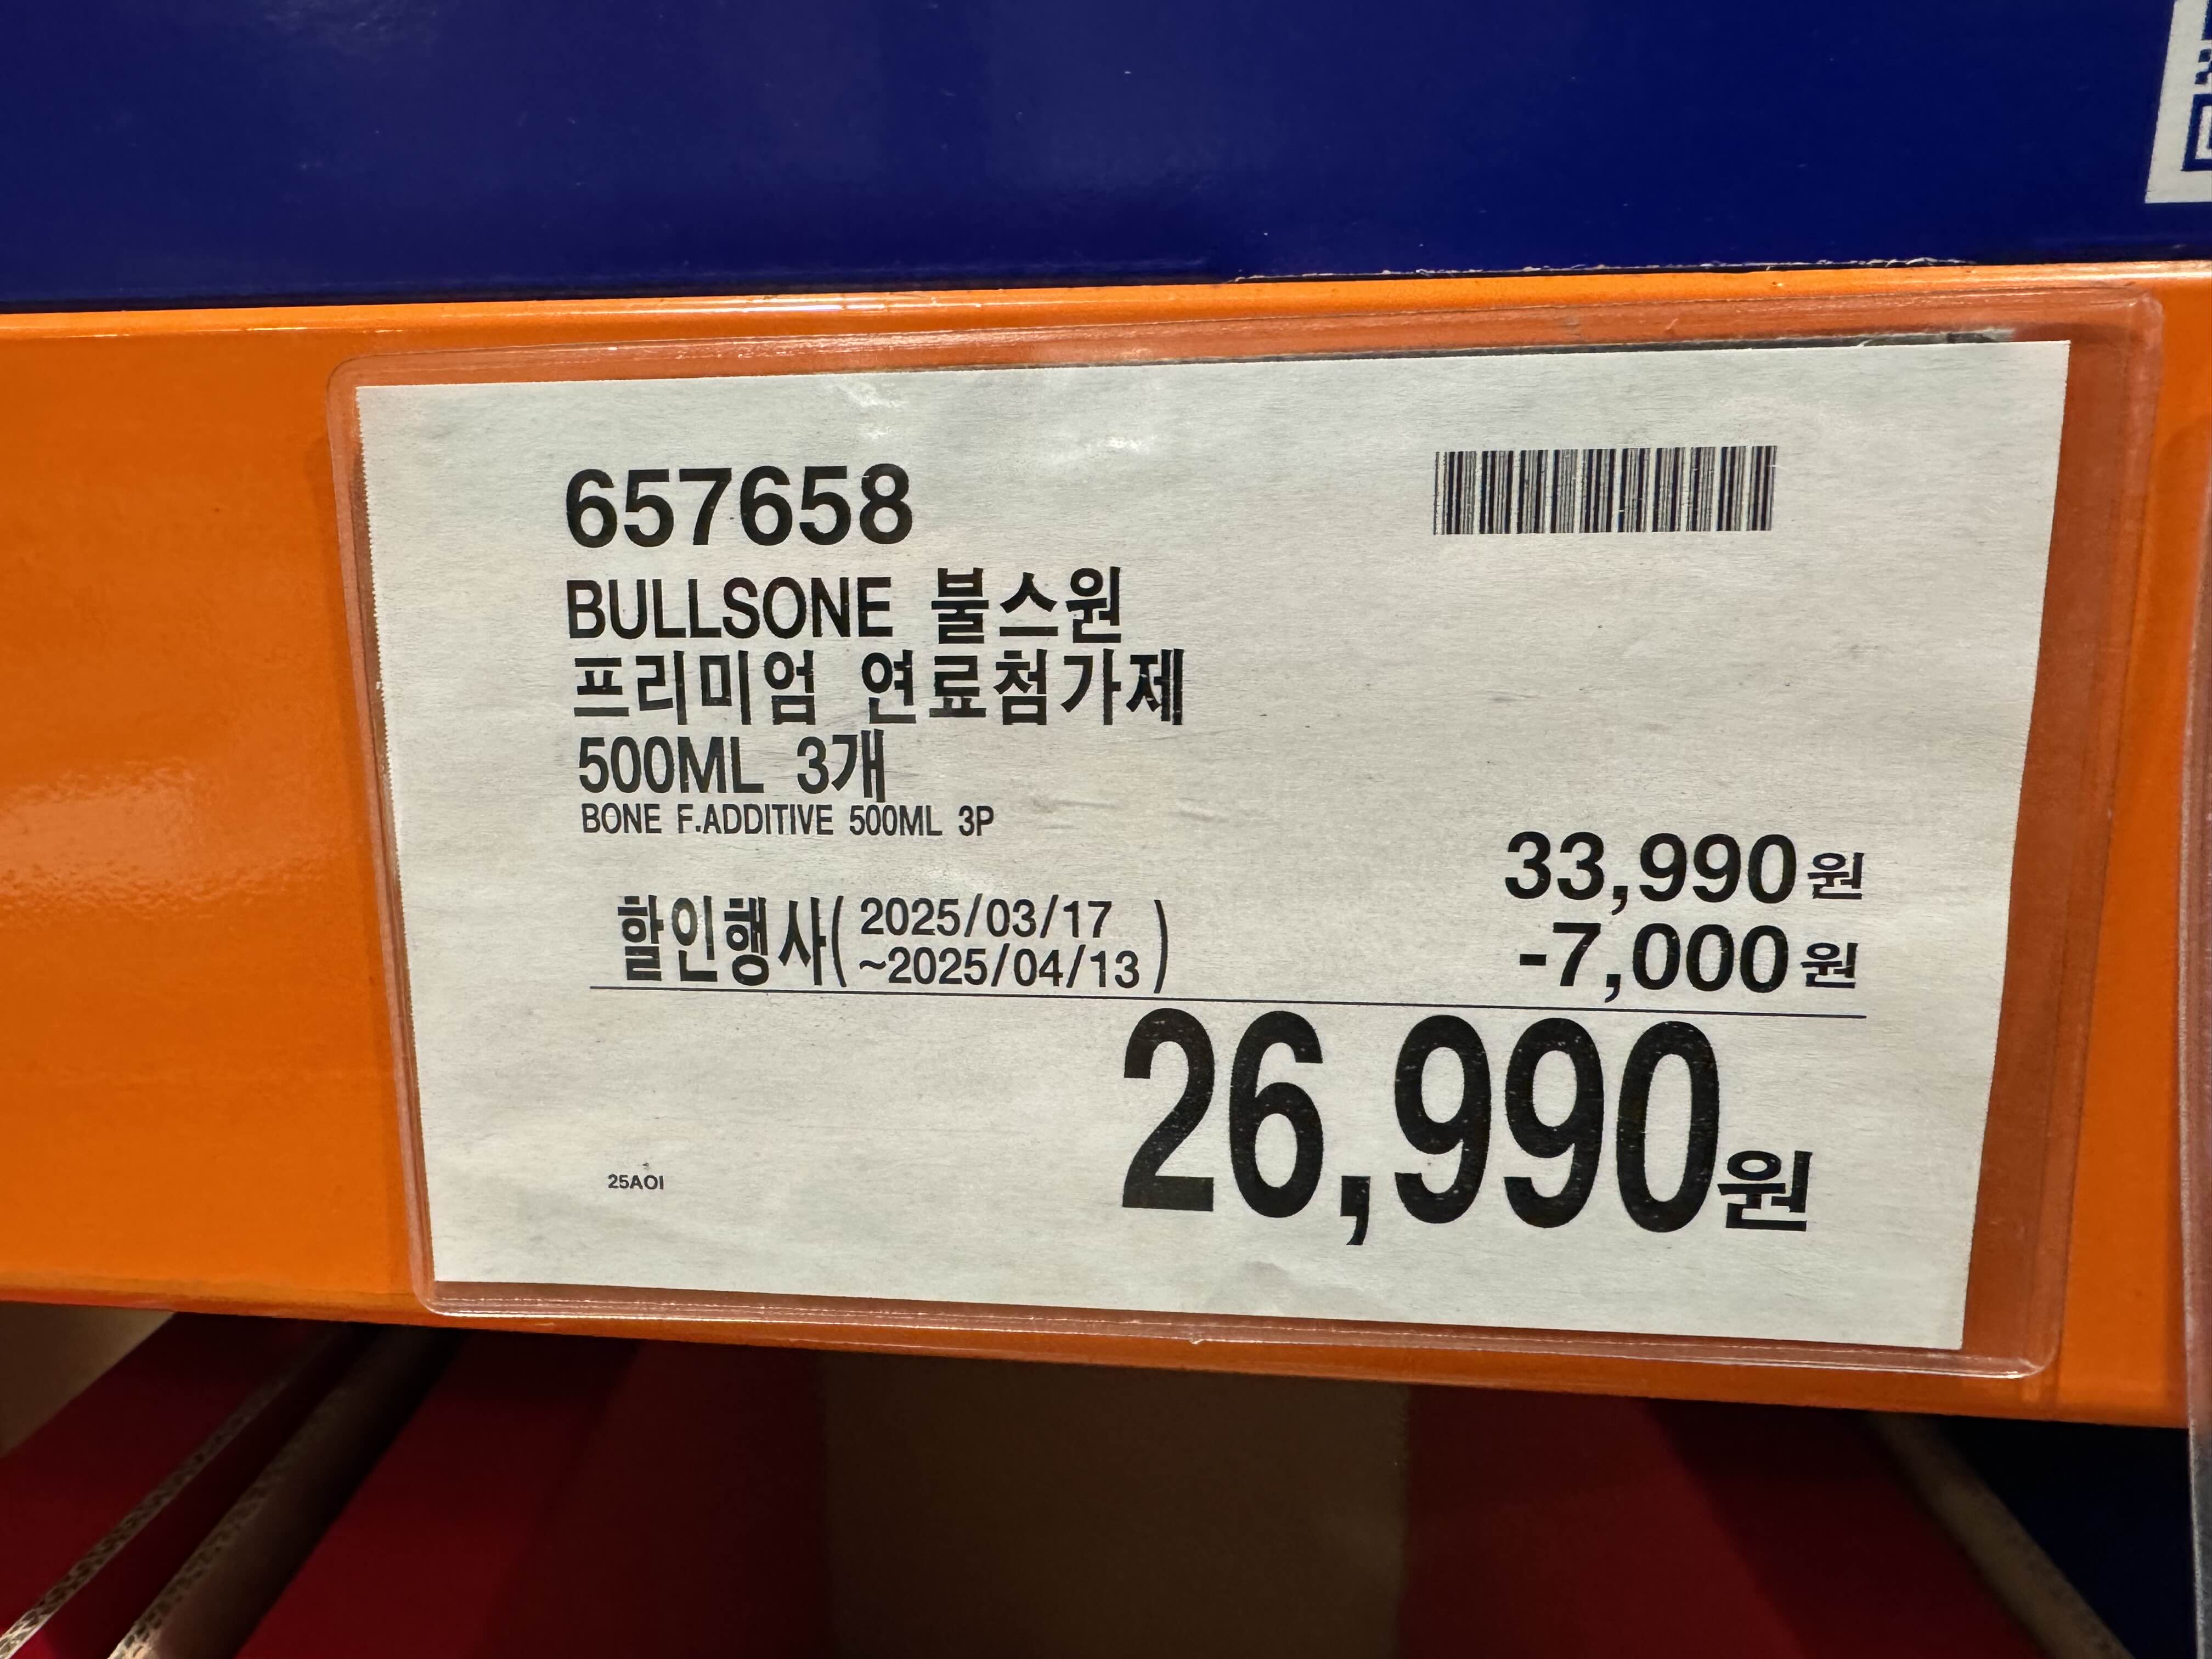 657658
BULLSONE 불스원
프리미엄 연료첨가제
500ML 3개
BONE F.ADDITIVE 500ML 3P
33,990원
할인행사( 2025/03/17
~2025/04/13 )
-7,000원
26,990원
25AOI